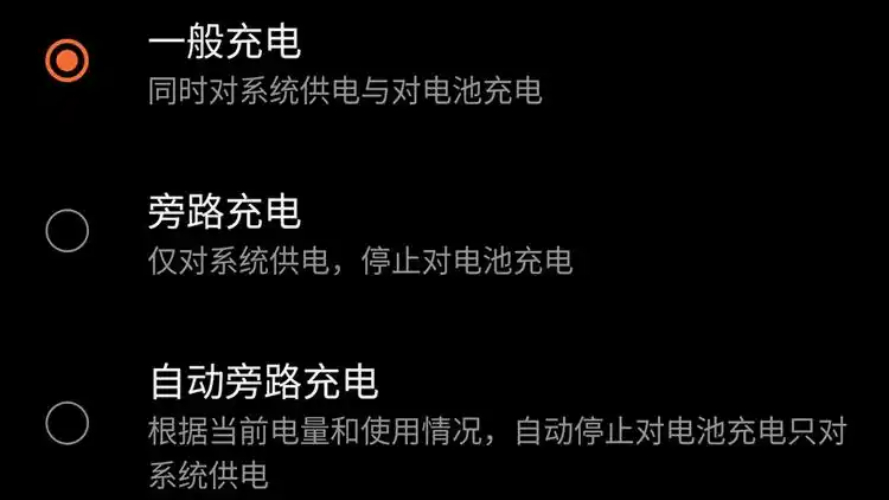 一般充电
同时对系统供电与对电池充电
旁路充电
仅对系统供电，停止对电池充电
自动旁路充电
根据当前电量和使用情况，自动停止对电池充电只对
系统供电